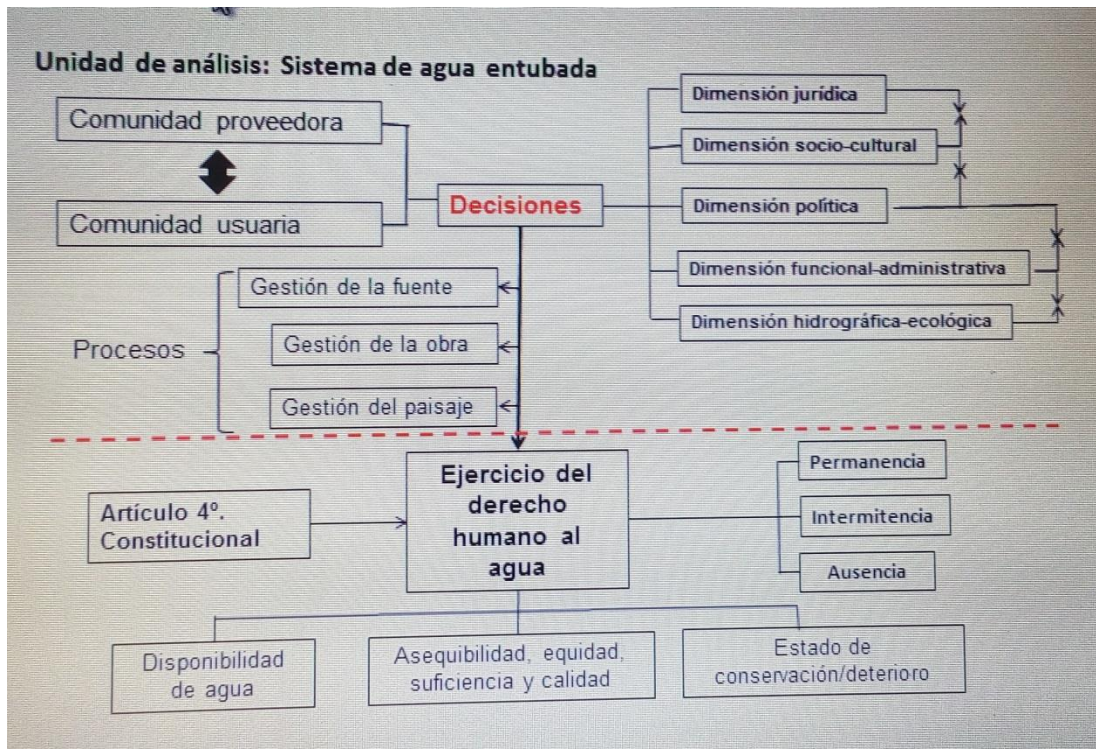 Unidad de análisis: Sistema de agua entubada
Comunidad proveedora
Comunidad usuaria
Decisiones
Dimensión jurídica
Dimensión socio-cultural
Dimensión política
Dimensión funcional-administrativa
Dimensión hidrográfica-ecológica
Procesos
Gestión de la fuente
Gestión de la obra
Gestión del paisaje
Artículo 4º.
Constitucional
Ejercicio del
derecho
humano al
agua
Permanencia
Intermitencia
Ausencia
Disponibilidad
de agua
Asequibilidad, equidad,
suficiencia y calidad
Estado de
conservación/deterioro